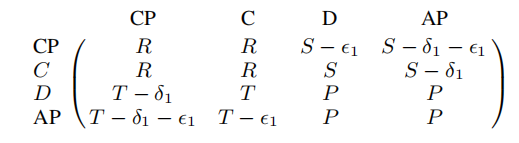 CP C D AP
CP R R S − ϵ₁ S − δ₁ − ϵ₁
C R R S S − δ₁
D T − δ₁ T P P
AP T − δ₁ − ϵ₁ T − ϵ₁ P P